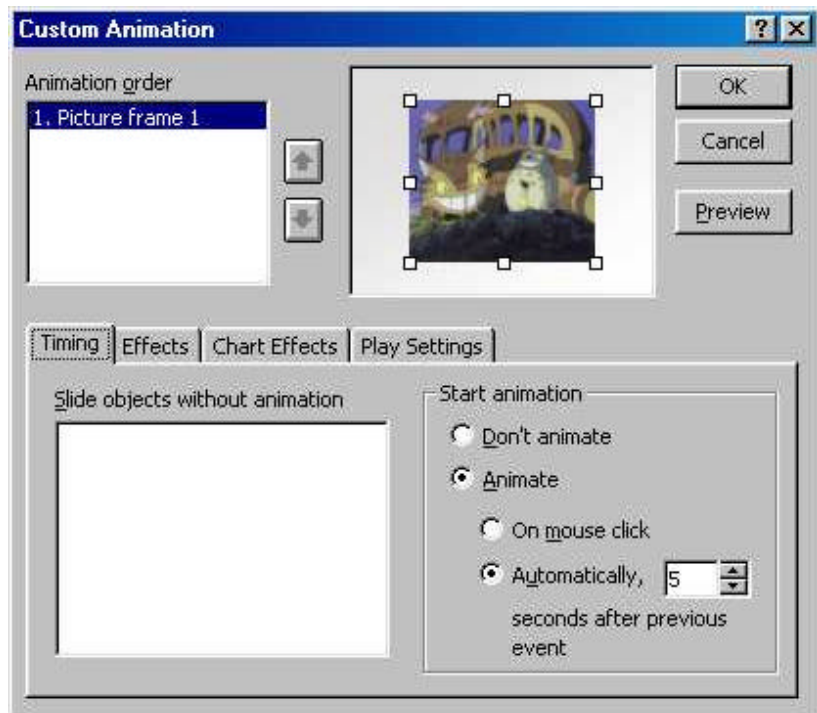 Custom Animation
Animation order
1. Picture frame 1
OK
Cancel
Preview
Timing
Effects
Chart Effects
Play Settings
Slide objects without animation
Start animation
Don't animate
Animate
On mouse click
Automatically, 5
seconds after previous
event